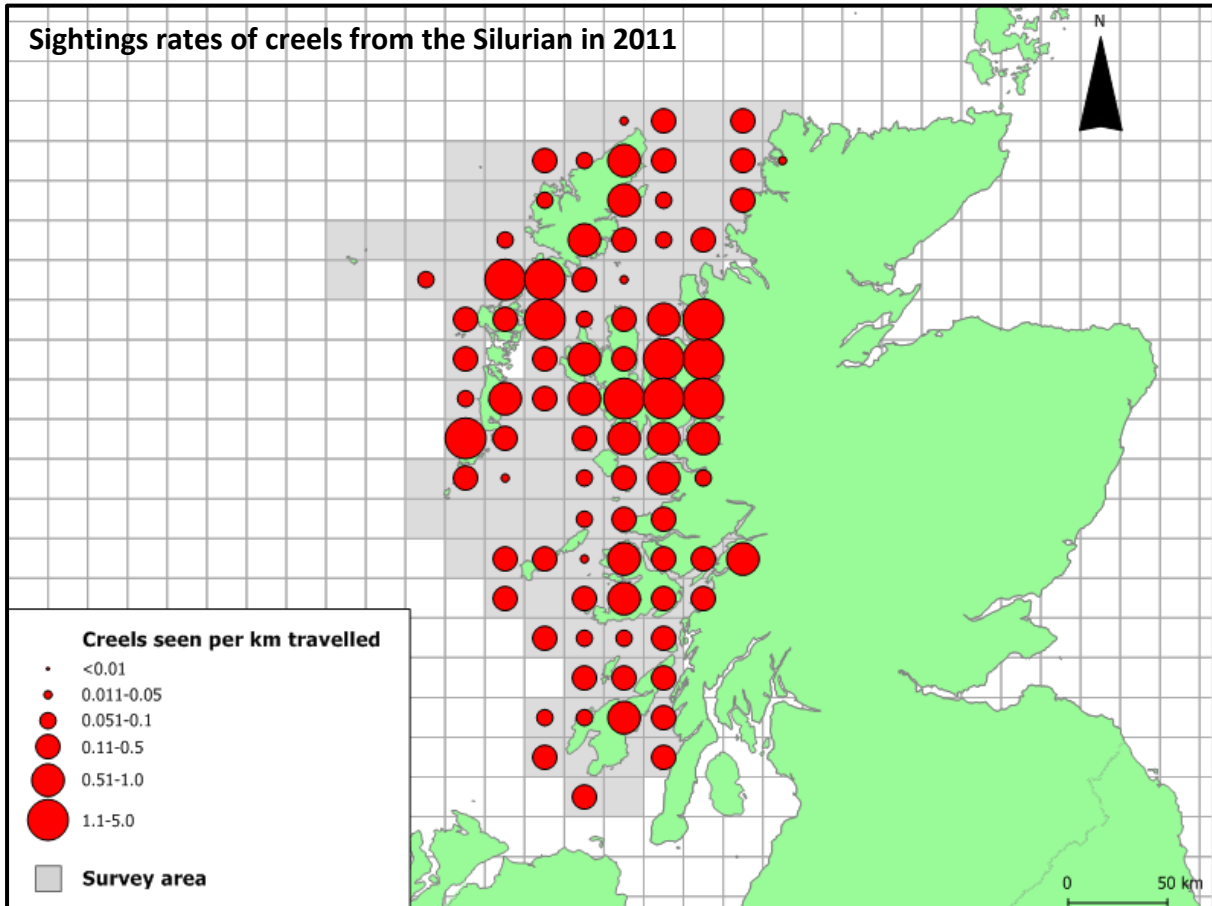 Sightings rates of creels from the Silurian in 2011
N
Creels seen per km travelled
<0.01
0.011-0.05
0.051-0.1
0.11-0.5
0.51-1.0
1.1-5.0
Survey area
0 50 km